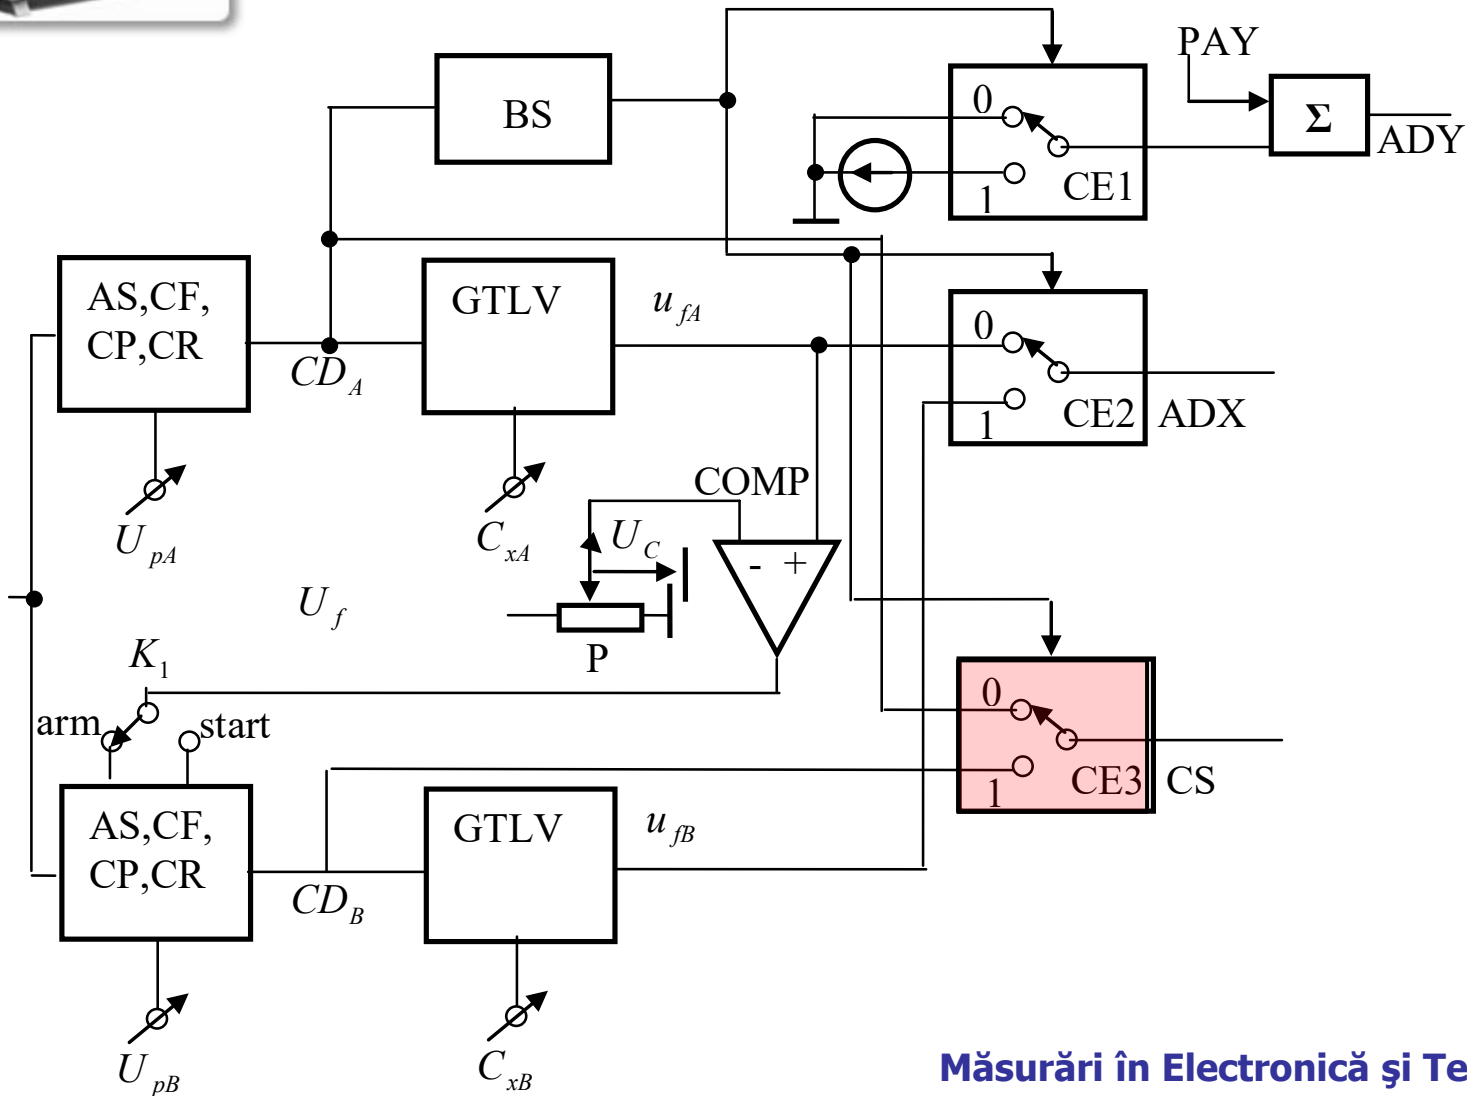 PAY
BS
0
Σ
ADY
1
CE1
AS,CF,
CP,CR
GTLV
u fA
0
CD A
1
CE2
ADX
COMP
U pA
C xA
U C
- +
U f
P
K 1
0
arm
start
1
CE3
CS
AS,CF,
CP,CR
GTLV
u fB
CD B
U pB
C xB
Măsurări în Electronică şi Te